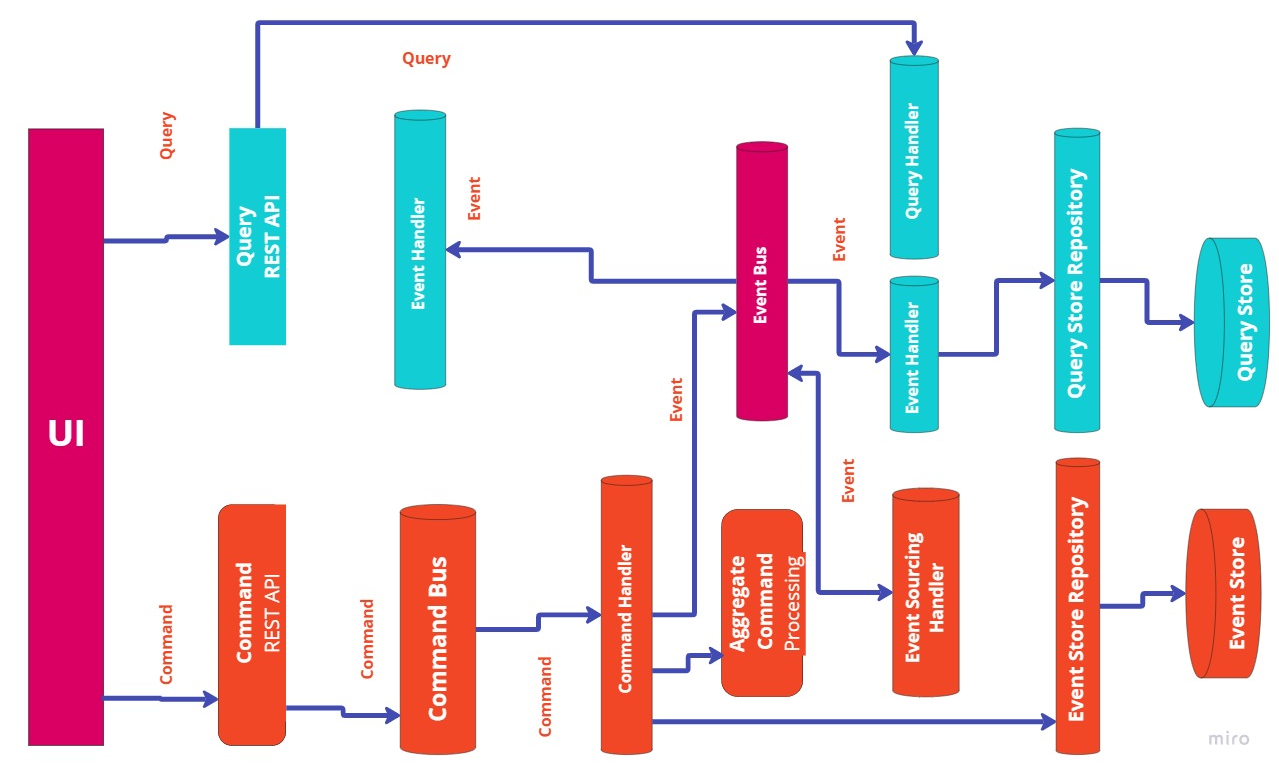 Query
Query
Query
REST API
Event Handler
Event
Event Bus
Event
Query Handler
Event Handler
Query Store Repository
Query Store
UI
Command
Command
REST API
Command
Command Bus
Command
Command Handler
Event
Aggregate
Command
Processing
Event
Event Sourcing
Handler
Event Store Repository
Event Store
miro